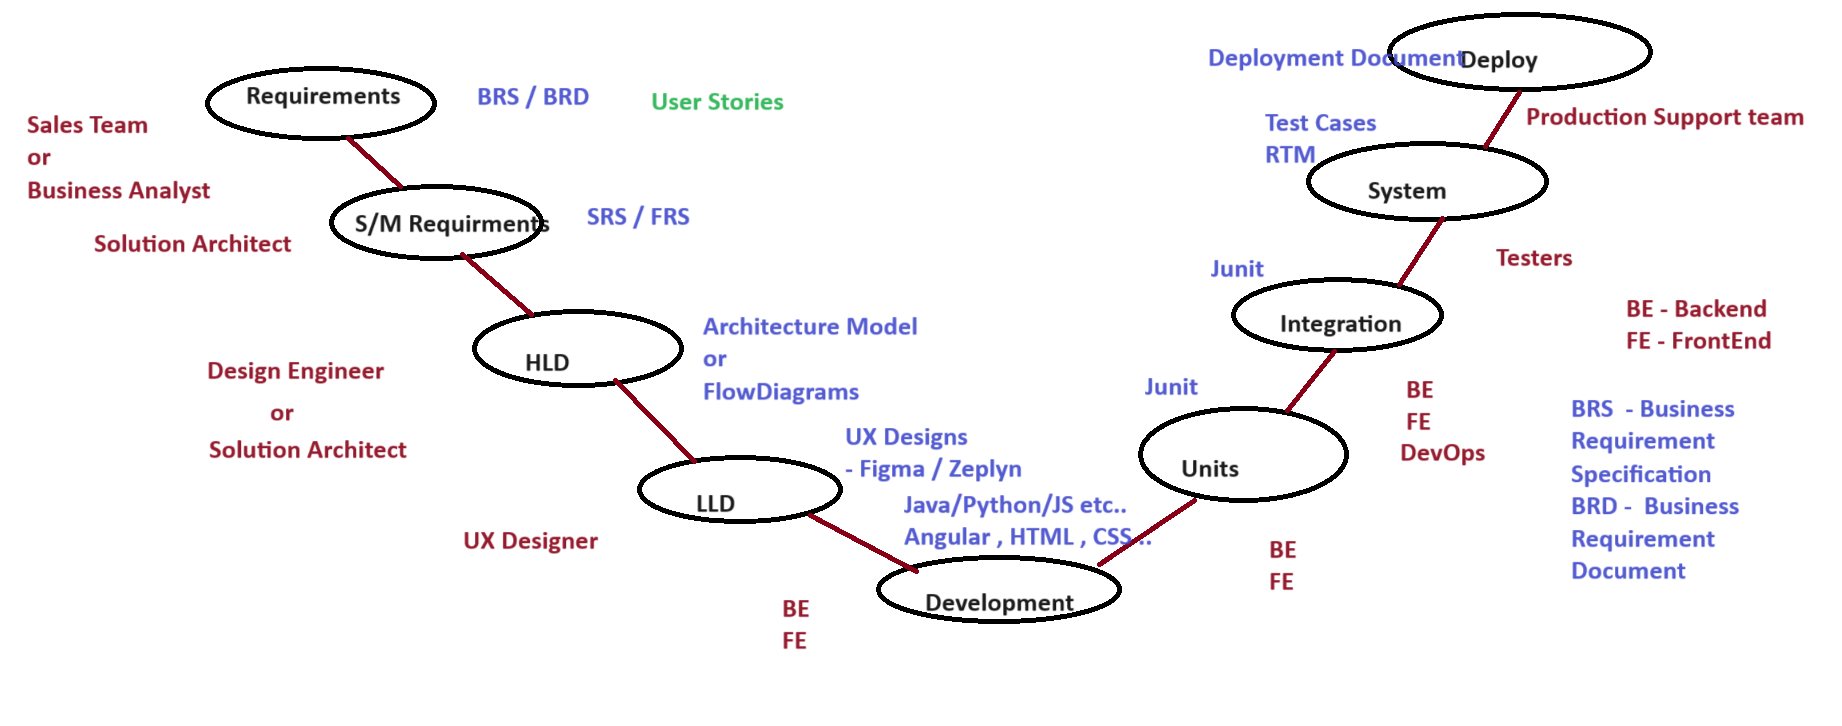 Requirements
BRS / BRD
User Stories
Sales Team
or
Business Analyst
S/M Requirments
SRS / FRS
Solution Architect
HLD
Architecture Model
or
FlowDiagrams
Design Engineer
or
Solution Architect
LLD
UX Designs
- Figma / Zeplyn
UX Designer
Java/Python/JS etc..
Angular , HTML , CSS...
Development
BE
FE
Units
Junit
BE
FE
Integration
Junit
BE
FE
DevOps
System
Test Cases
RTM
Testers
Deployment Document
Deploy
Production Support team
BE - Backend
FE - FrontEnd
BRS - Business
Requirement
Specification
BRD - Business
Requirement
Document